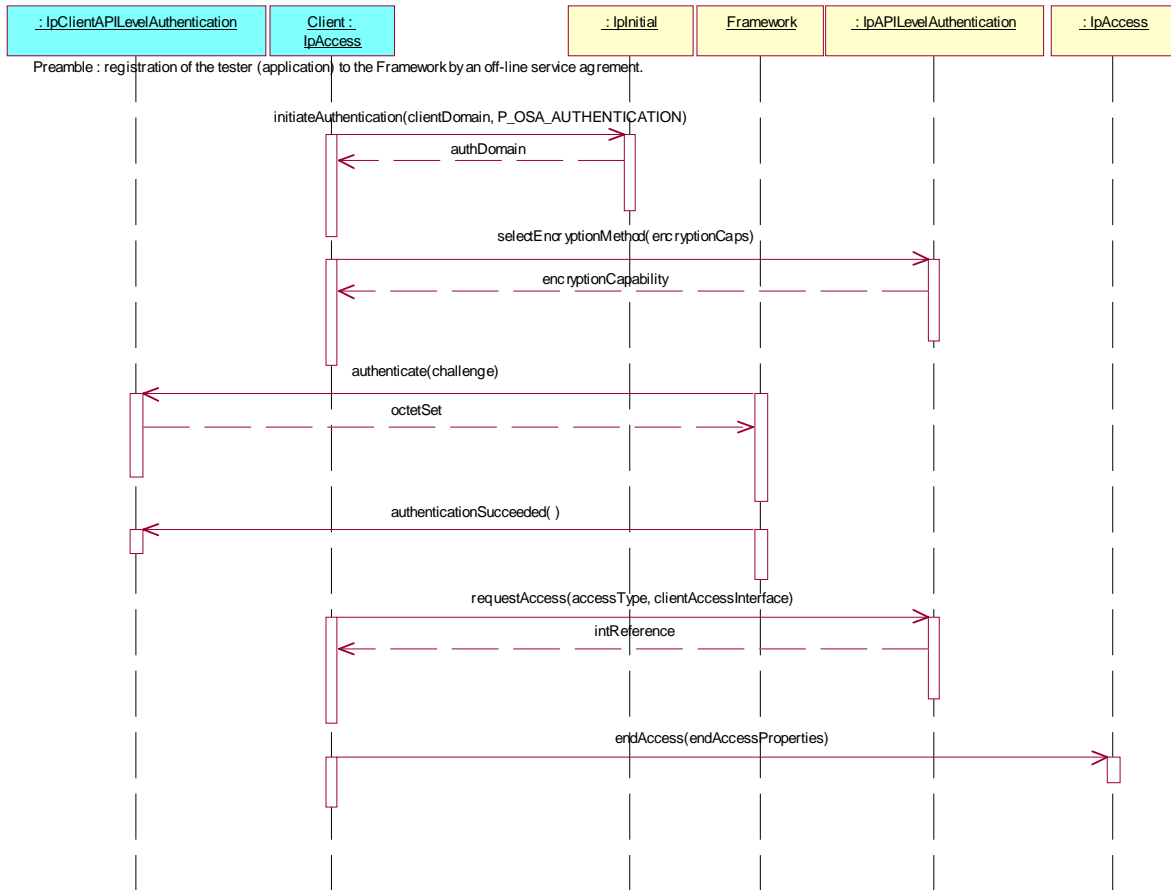 : IpClientAPILevelAuthentication
Client :
IpAccess
: IpInitial
Framework
: IpAPILevelAuthentication
: IpAccess
Preamble : registration of the tester (application) to the Framework by an off-line service agreement.
initiateAuthentication(clientDomain, P_OSA_AUTHENTICATION)
authDomain
selectEncryptionMethod(encryptionCaps)
encryptionCapability
authenticate(challenge)
octetSet
authenticationSucceeded( )
requestAccess(accessType, clientAccessInterface)
intReference
endAccess(endAccessProperties)